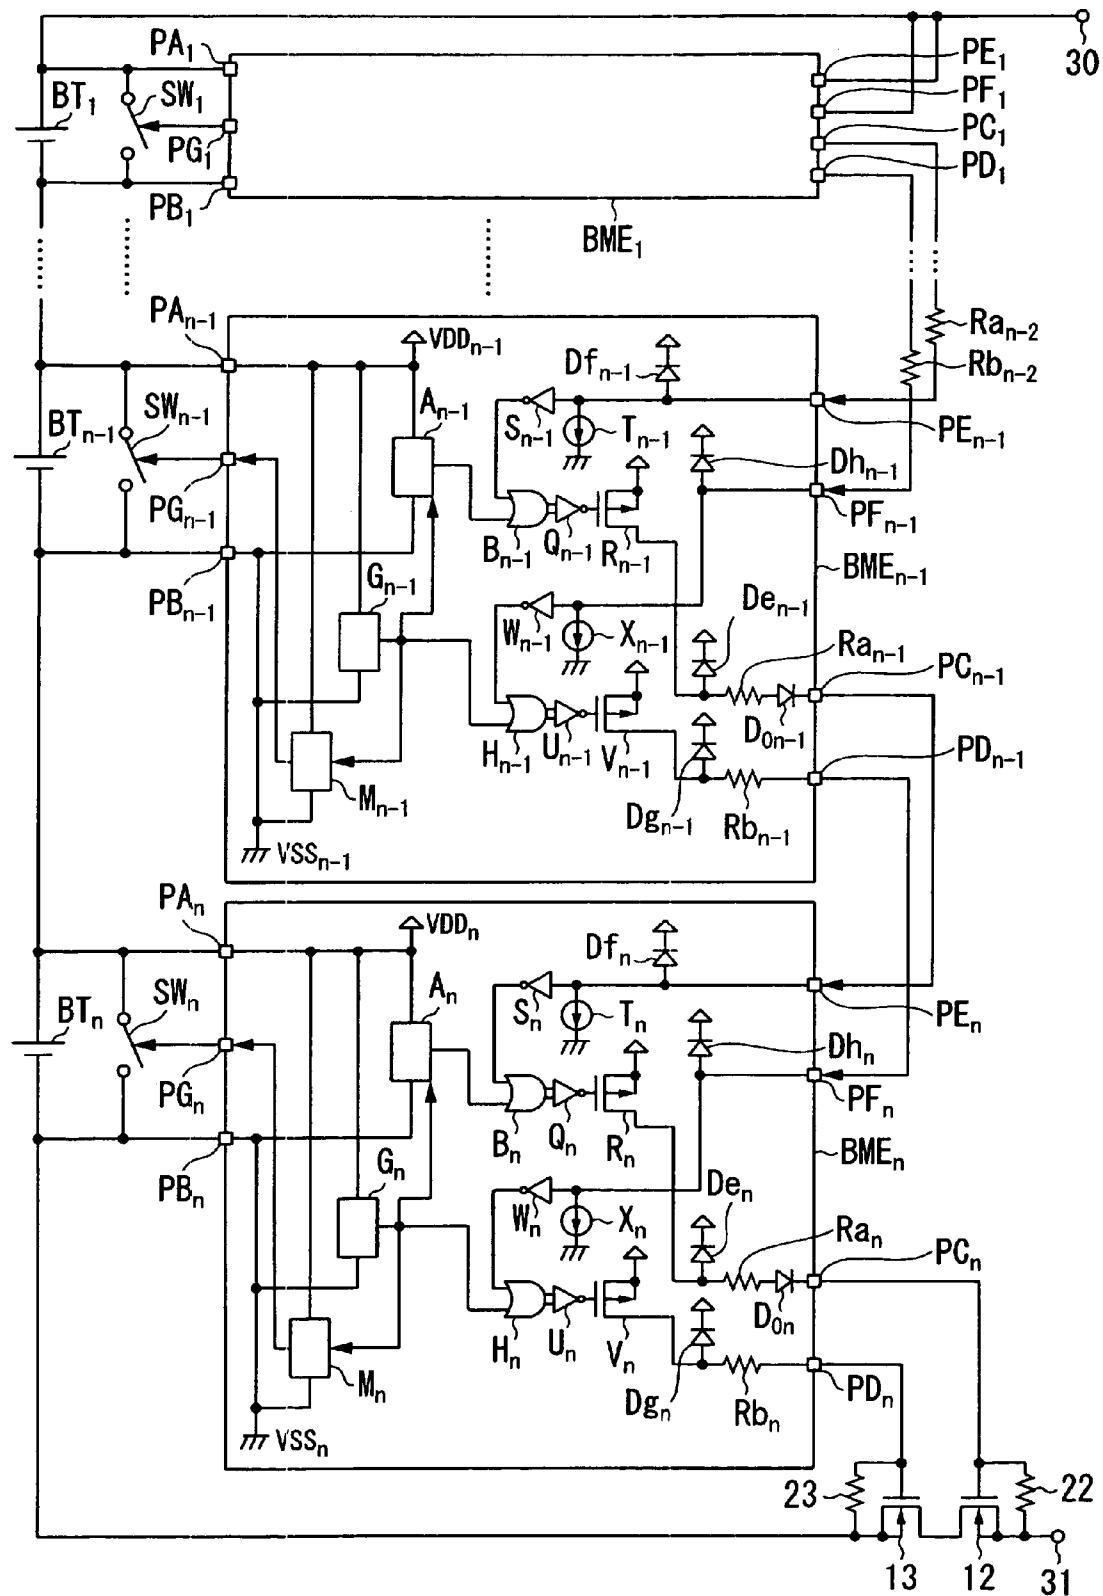 PA1
PE1
30
BT1
SW1
PF1
PG1
PC1
PD1
PB1
BME1
PAn-1
VDDn-1
Ran-2
Dfn-1
Rbn-2
An-1
SWn-1
BTn-1
Sn-1
Tn-1
PEn-1
Dhn-1
PGn-1
PFn-1
Bn-1
Qn-1
Rn-1
PBn-1
Gn-1
BMEn-1
Den-1
Wn-1
Xn-1
Ran-1
PCn-1
Hn-1
Un-1
Vn-1
D0n-1
PDn-1
Mn-1
Dgn-1
Rbn-1
VSSn-1
PAn
VDDn
Dfn
An
SWn
BTn
Sn
Tn
PEn
Dhn
PGn
PFn
Bn
Qn
Rn
BMEn
PBn
Gn
Den
Wn
Xn
Ran
PCn
Hn
Un
Vn
D0n
Mn
Dgn
Rbn
PDn
VSSn
23
22
13
12
31